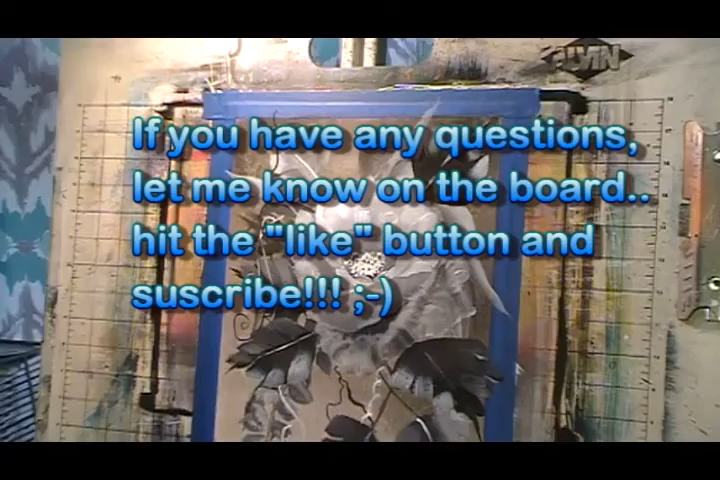 If you have any questions,
let me know on the board..
hit the "like" button and
suscribe!!! ;-)